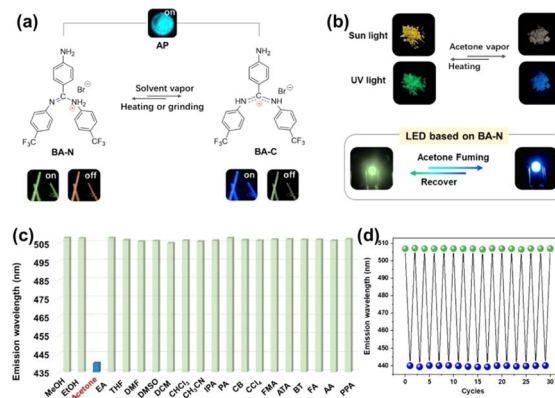 (a)
on
AP
NH₂
NH₂
Br⊖
Br⊖
Solvent vapor
Heating or grinding
N
NH₂
⊕
C
C
⊕
NH
NH
F₃C
CF₃
F₃C
CF₃
BA-N
BA-C
on
off
on
off
(b)
Sun light
UV light
Acetone vapor
Heating
LED based on BA-N
Acetone Fuming
Recover
(c)
Emission wavelength (nm)
505
495
485
475
465
455
445
435
MeOH
EtOH
Acetone
EA
THF
DMF
DMSO
DCM
CHCl₃
CH₃CN
IPA
PA
CB
CCl₄
FMA
ATA
BT
FA
AA
PPA
(d)
Emission wavelength (nm)
510
500
490
480
470
460
450
440
0
5
10
15
20
25
30
Cycles